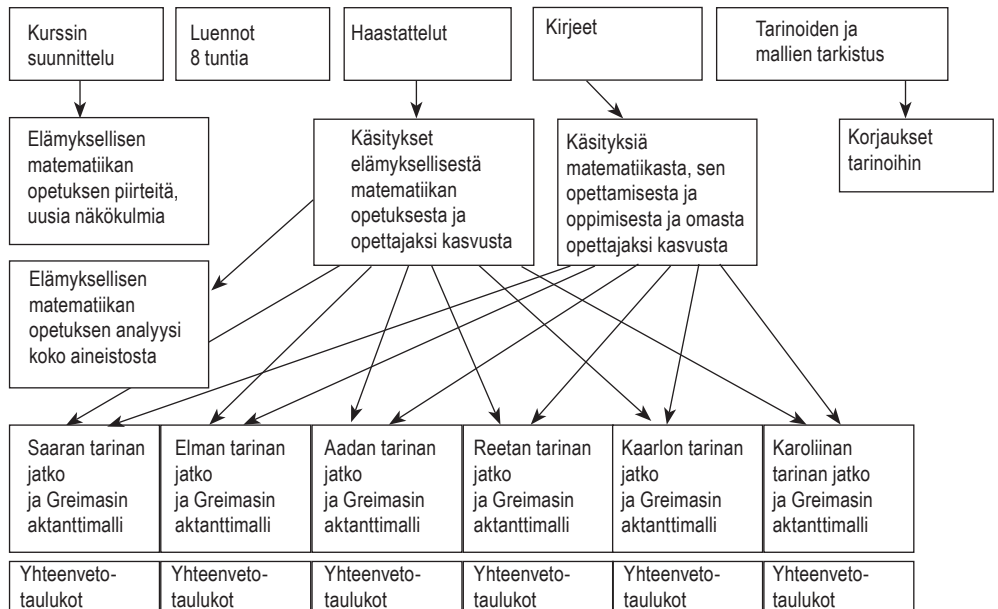 Kurssin
suunnittelu
Luennot
8 tuntia
Haastattelut
Kirjeet
Tarinoiden ja
mallien tarkistus
Elämyksellisen
matematiikan
opetuksen piirteitä,
uusia näkökulmia
Käsitykset
elämyksellisestä
matematiikan
opetuksesta ja
opettajaksi kasvusta
Käsityksiä
matematiikasta, sen
opettamisesta ja
oppimisesta ja omasta
opettajaksi kasvusta
Korjaukset
tarinoihin
Elämyksellisen
matematiikan
opetuksen analyysi
koko aineistosta
Saaran tarinan
jatko
ja Greimasin
aktanttimalli
Elman tarinan
jatko
ja Greimasin
aktanttimalli
Aadan tarinan
jatko
ja Greimasin
aktanttimalli
Reetan tarinan
jatko
ja Greimasin
aktanttimalli
Kaarlon tarinan
jatko
ja Greimasin
aktanttimalli
Karoliinan
tarinan jatko
ja Greimasin
aktanttimalli
Yhteenveto-
taulukot
Yhteenveto-
taulukot
Yhteenveto-
taulukot
Yhteenveto-
taulukot
Yhteenveto-
taulukot
Yhteenveto-
taulukot